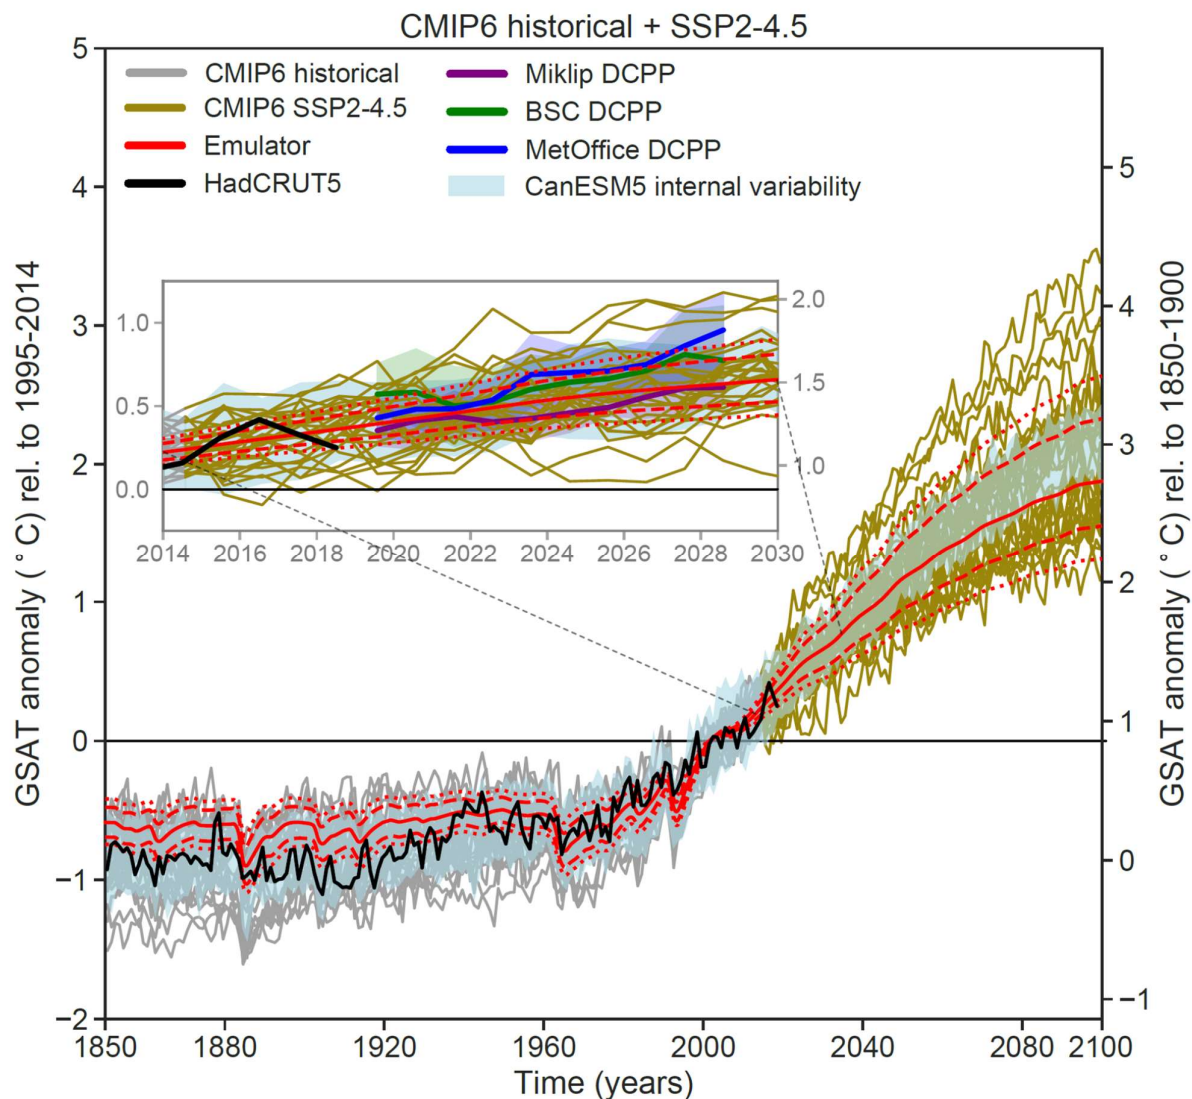 CMIP6 historical + SSP2-4.5
CMIP6 historical
CMIP6 SSP2-4.5
Emulator
HadCRUT5
Miklip DCPP
BSC DCPP
MetOffice DCPP
CanESM5 internal variability
GSAT anomaly (°C) rel. to 1995-2014
5
4
3
2
1
0
−1
−2
1.0
0.5
0.0
2.0
1.5
1.0
2014 2016 2018 2020 2022 2024 2026 2028 2030
5
4
3
2
1
0
−1
GSAT anomaly (°C) rel. to 1850-1900
1850 1880 1920 1960 2000 2040 2080 2100
Time (years)